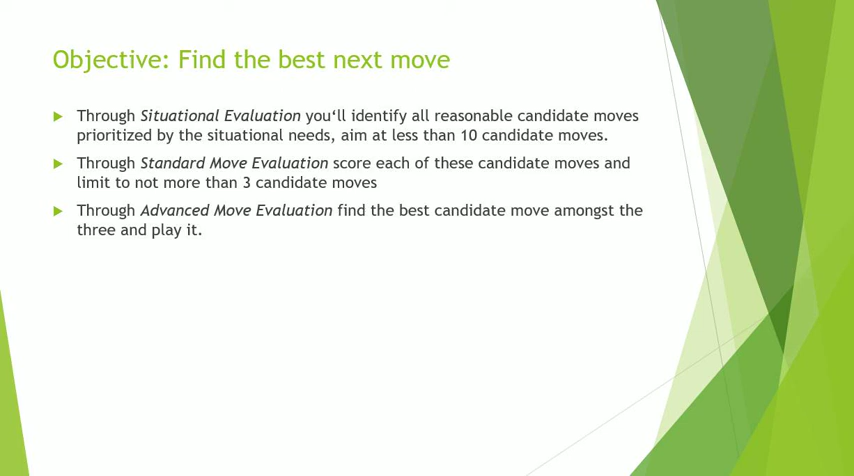 Objective: Find the best next move
Through Situational Evaluation you‘ll identify all reasonable candidate moves
prioritized by the situational needs, aim at less than 10 candidate moves.
Through Standard Move Evaluation score each of these candidate moves and
limit to not more than 3 candidate moves
Through Advanced Move Evaluation find the best candidate move amongst the
three and play it.